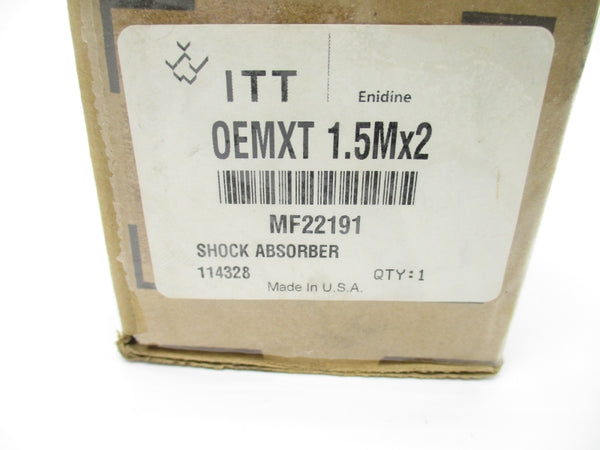 ITT Enidine
OEMXT 1.5Mx2
MF22191
SHOCK ABSORBER
114328 QTY:1
Made In U.S.A.